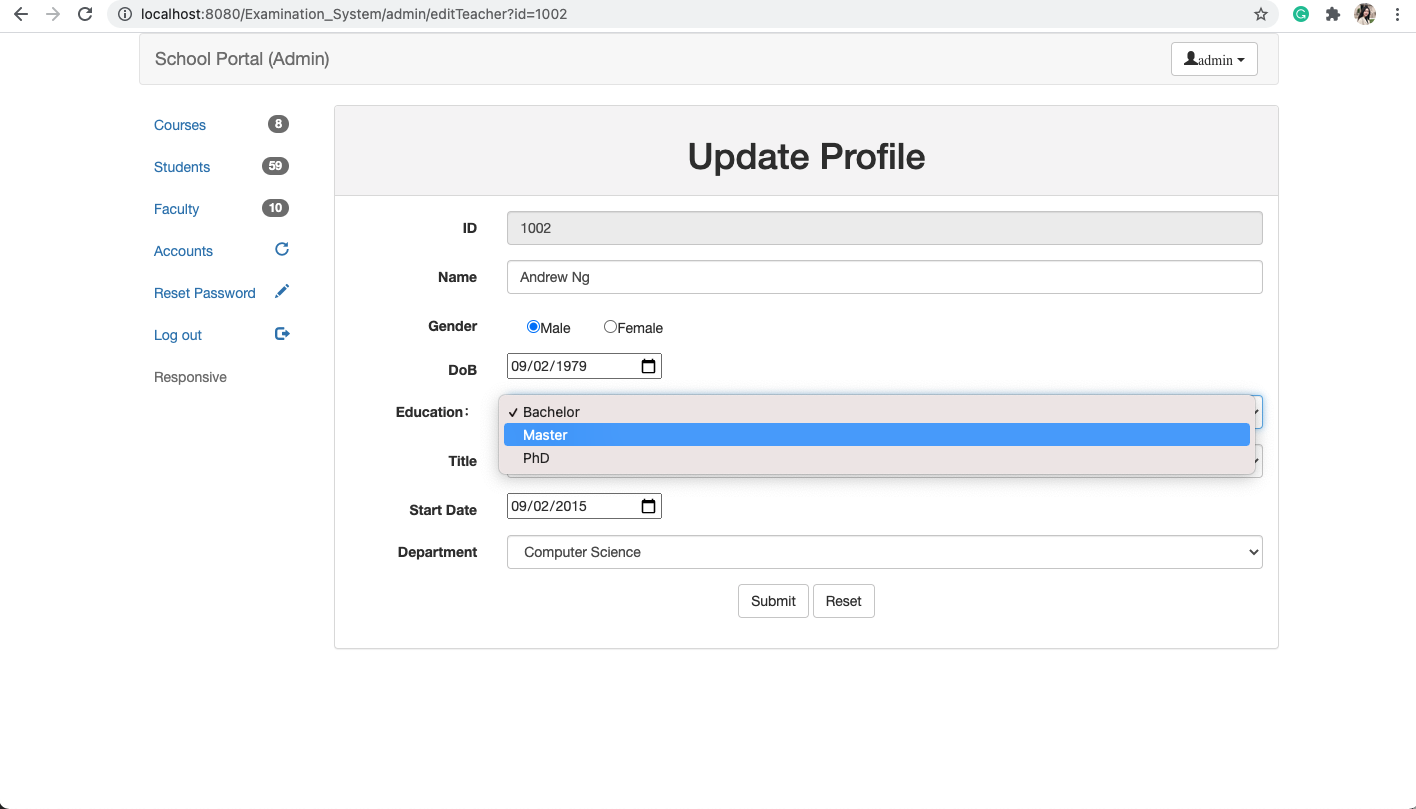 localhost:8080/Examination_System/admin/editTeacher?id=1002
School Portal (Admin)
admin
Courses 8
Students 59
Faculty 10
Accounts
Reset Password
Log out
Responsive
Update Profile
ID 1002
Name Andrew Ng
Gender Male Female
DoB 09/02/1979
Education: Bachelor
Master
PhD
Title
Start Date 09/02/2015
Department Computer Science
Submit Reset